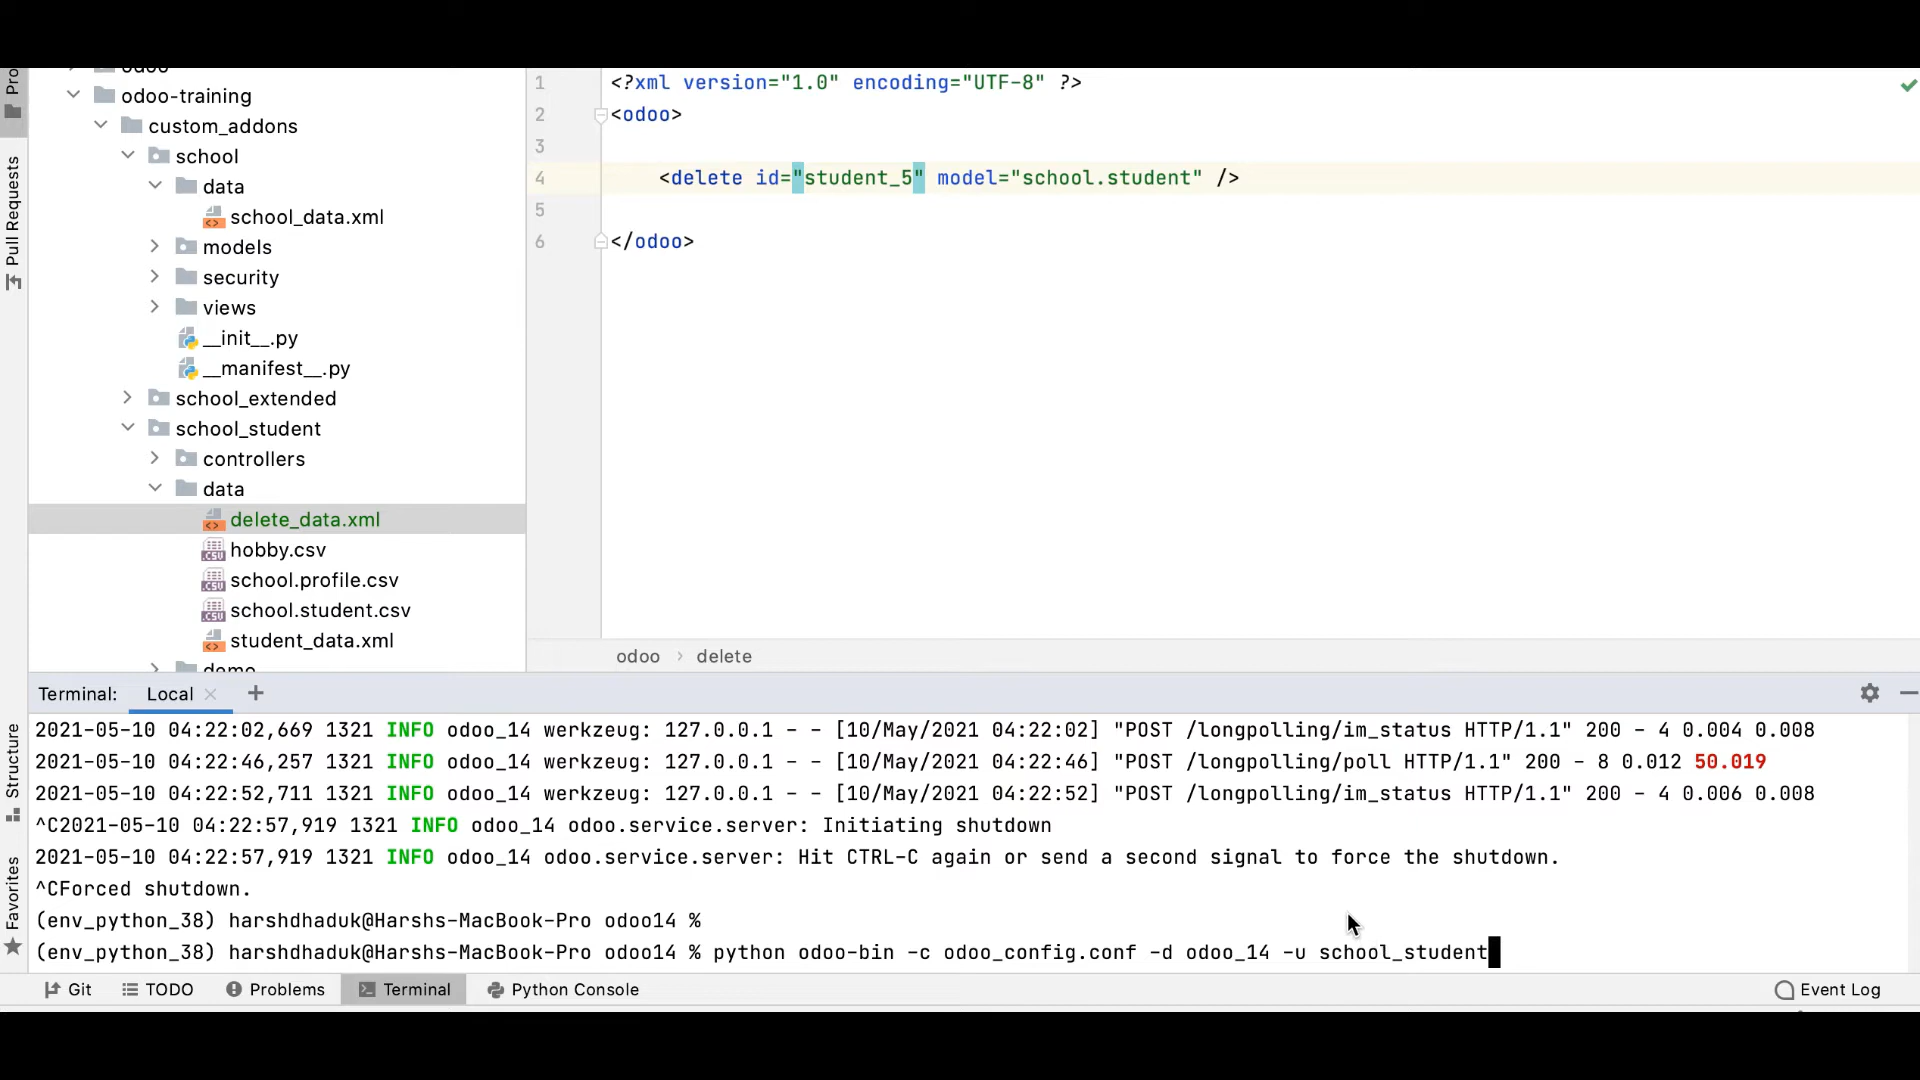 Pro
Pull Requests
Structure
Favorites
odoo
odoo-training
custom_addons
school
data
school_data.xml
models
security
views
__init__.py
__manifest__.py
school_extended
school_student
controllers
data
delete_data.xml
hobby.csv
school.profile.csv
school.student.csv
student_data.xml
demo
1 <?xml version="1.0" encoding="UTF-8" ?>
2 <odoo>
3
4 <delete id="student_5" model="school.student" />
5
6 </odoo>
odoo > delete
Terminal: Local × +
2021-05-10 04:22:02,669 1321 INFO odoo_14 werkzeug: 127.0.0.1 - - [10/May/2021 04:22:02] "POST /longpolling/im_status HTTP/1.1" 200 - 4 0.004 0.008
2021-05-10 04:22:46,257 1321 INFO odoo_14 werkzeug: 127.0.0.1 - - [10/May/2021 04:22:46] "POST /longpolling/poll HTTP/1.1" 200 - 8 0.012 50.019
2021-05-10 04:22:52,711 1321 INFO odoo_14 werkzeug: 127.0.0.1 - - [10/May/2021 04:22:52] "POST /longpolling/im_status HTTP/1.1" 200 - 4 0.006 0.008
^C2021-05-10 04:22:57,919 1321 INFO odoo_14 odoo.service.server: Initiating shutdown
2021-05-10 04:22:57,919 1321 INFO odoo_14 odoo.service.server: Hit CTRL-C again or send a second signal to force the shutdown.
^CForced shutdown.
(env_python_38) harshdhaduk@Harshs-MacBook-Pro odoo14 %
(env_python_38) harshdhaduk@Harshs-MacBook-Pro odoo14 % python odoo-bin -c odoo_config.conf -d odoo_14 -u school_student
Git TODO Problems Terminal Python Console Event Log